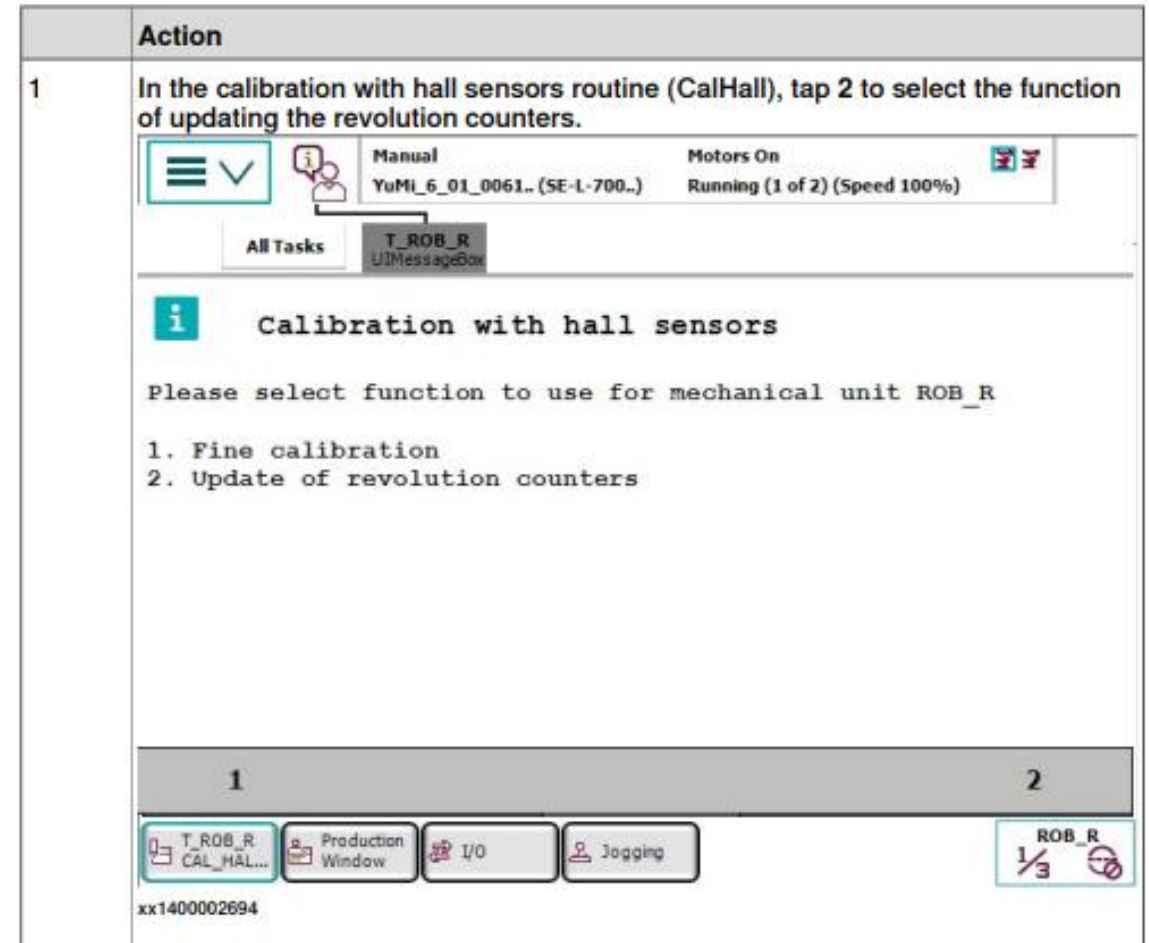 Action
1
In the calibration with hall sensors routine (CalHall), tap 2 to select the function
of updating the revolution counters.
Manual
Motors On
YuMi_6_01_0061.. (SE-L-700..)
Running (1 of 2) (Speed 100%)
All Tasks
T_ROB_R
UIMessageBox
i
Calibration with hall sensors
Please select function to use for mechanical unit ROB_R
1. Fine calibration
2. Update of revolution counters
1
2
T_ROB_R
CAL_HAL...
Production
Window
I/O
Jogging
ROB_R
1/3
xx1400002694